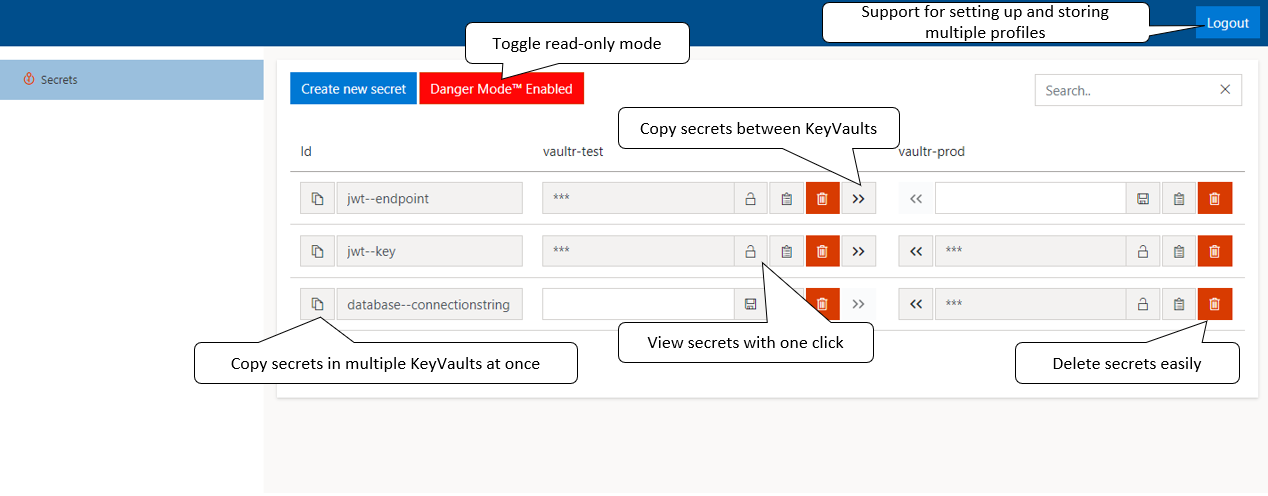 Support for setting up and storing
multiple profiles
Logout
Toggle read-only mode
Secrets
Create new secret
Danger Mode™ Enabled
Search..
Copy secrets between KeyVaults
Id
vaultr-test
vaultr-prod
jwt--endpoint
***
jwt--key
***
***
database--connectionstring
***
View secrets with one click
Copy secrets in multiple KeyVaults at once
Delete secrets easily